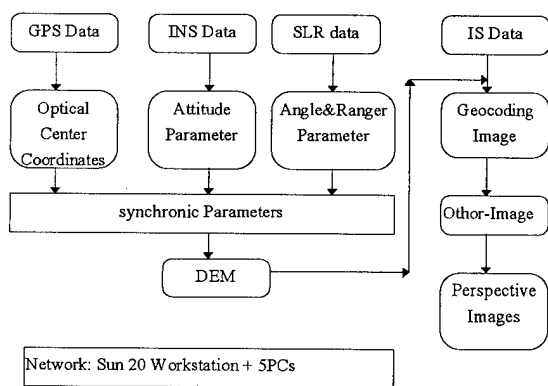 GPS Data
INS Data
SLR data
IS Data
Optical
Center
Coordinates
Attitude
Parameter
Angle&Ranger
Parameter
Geocoding
Image
synchronic Parameters
Othor-Image
DEM
Perspective
Images
Network: Sun 20 Workstation + 5PCs